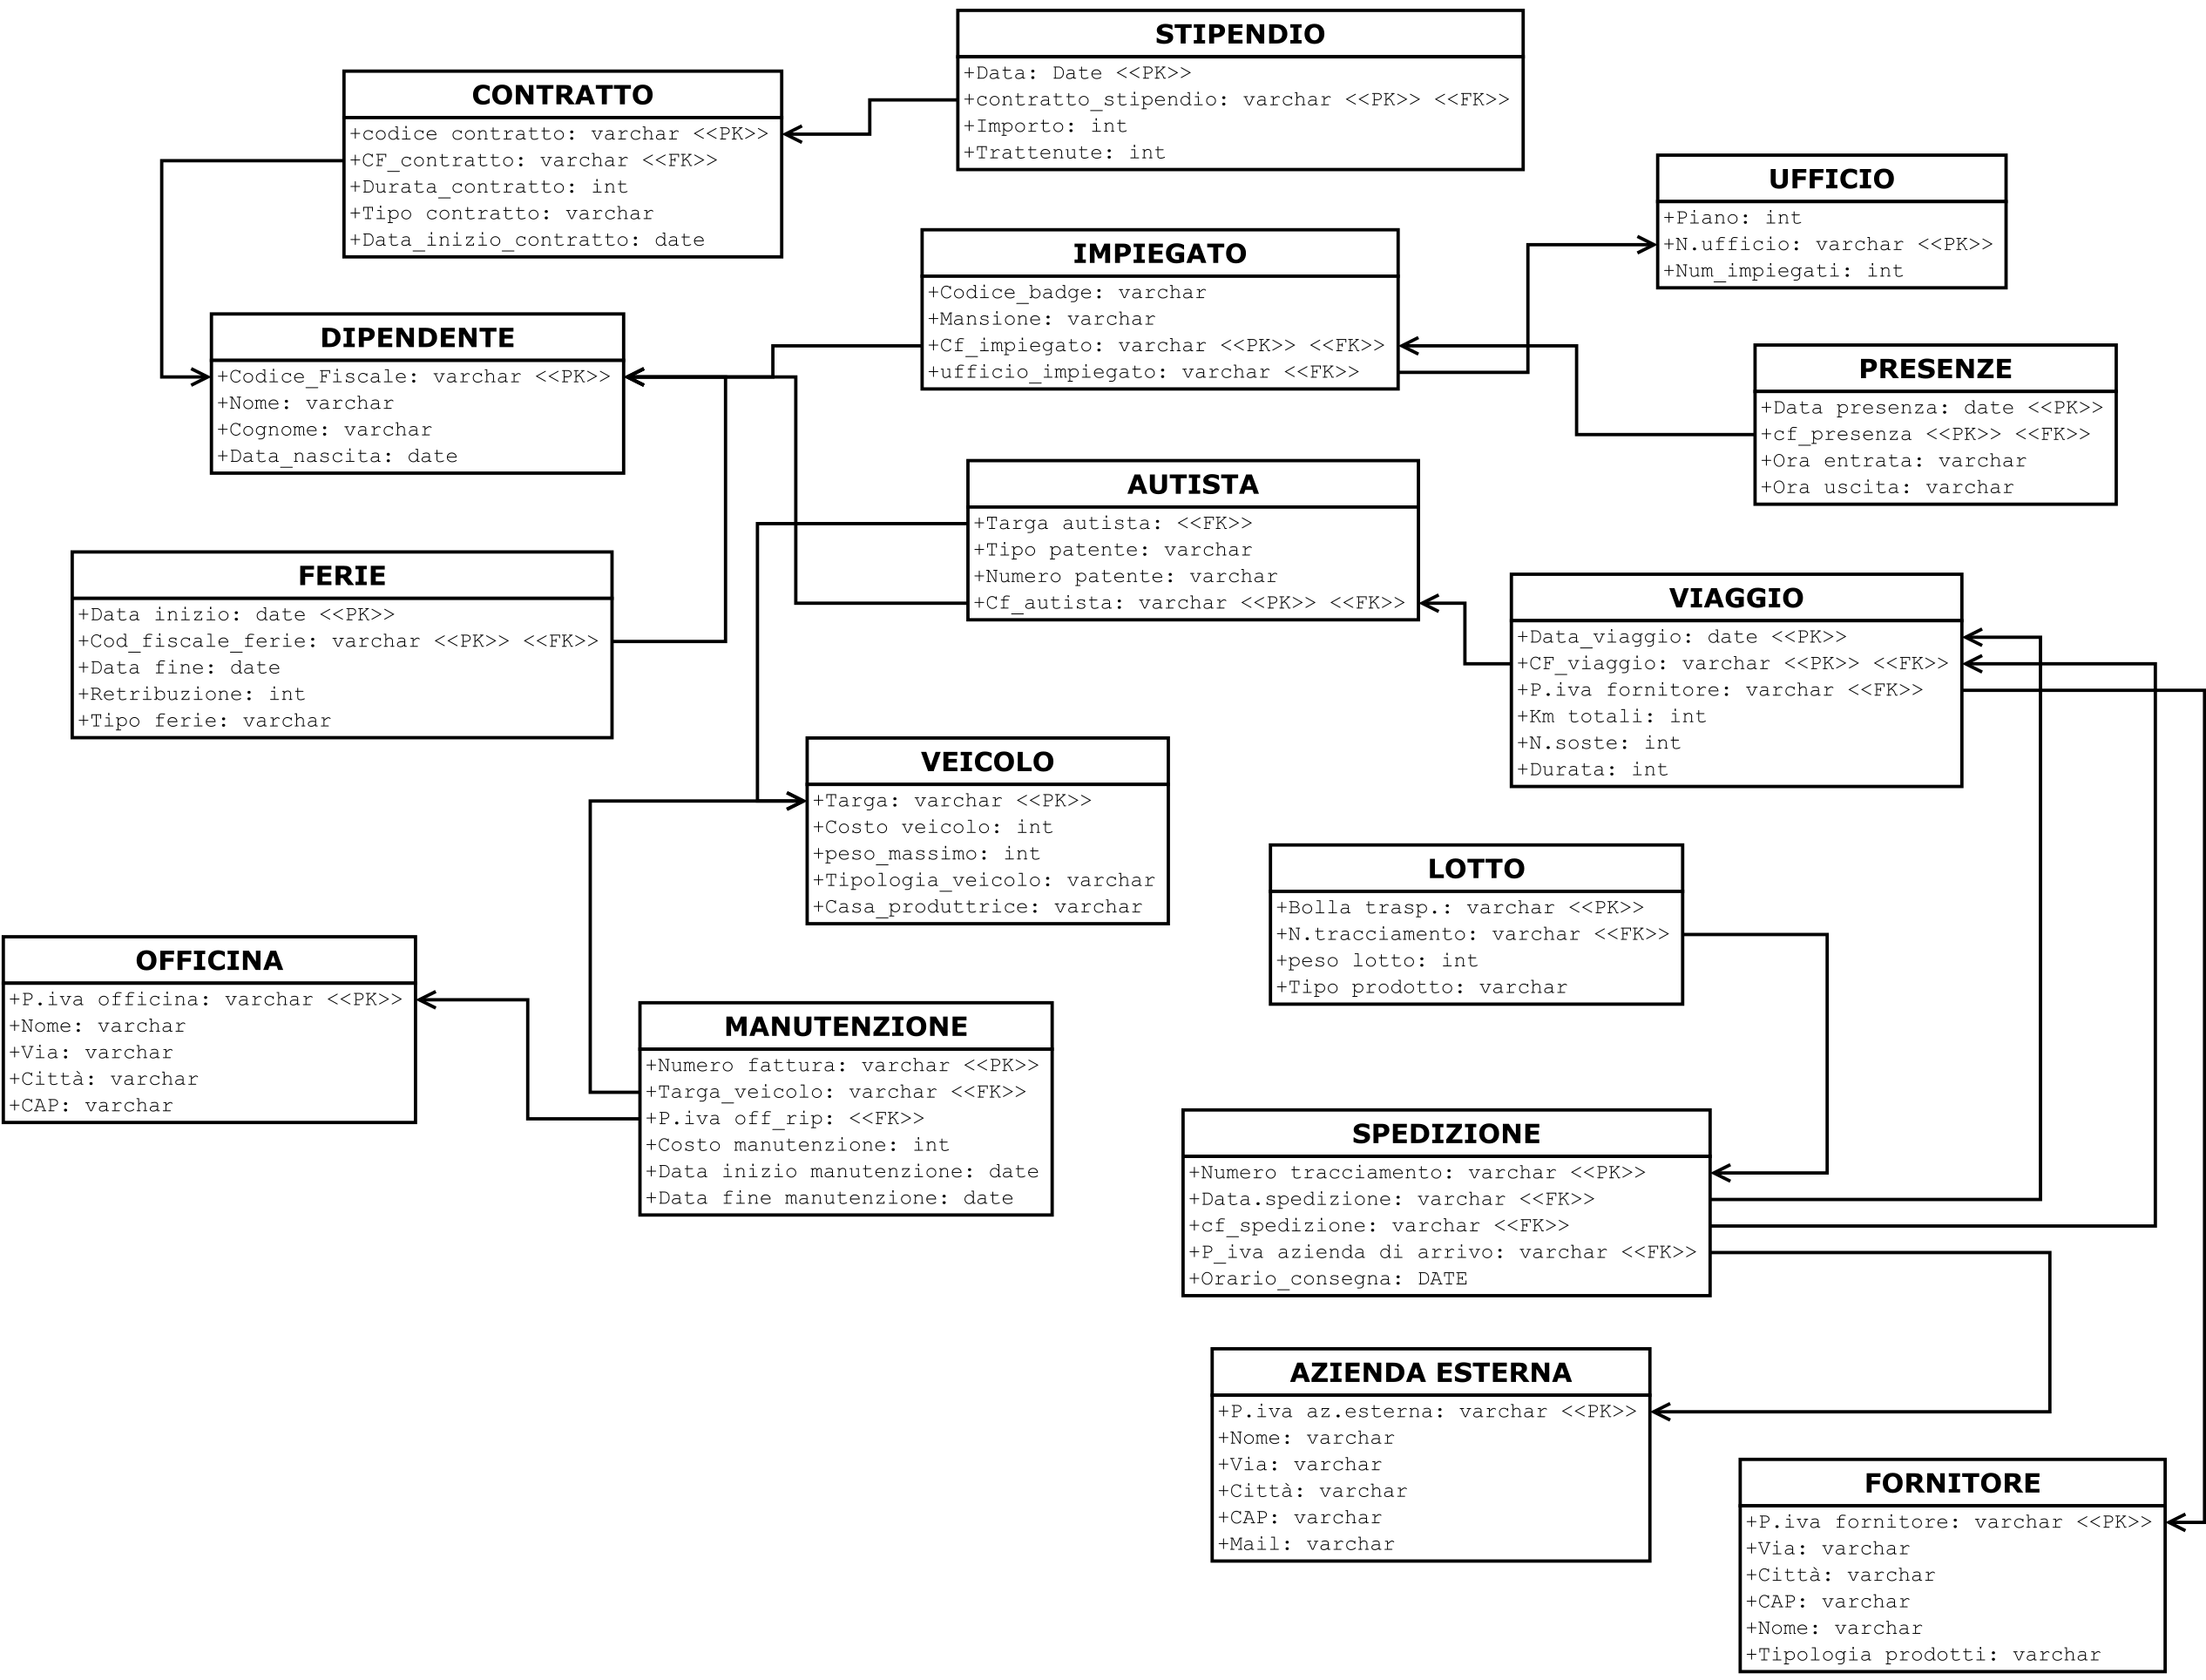 STIPENDIO
+Data: Date <<PK>>
+contratto_stipendio: varchar <<PK>> <<FK>>
+Importo: int
+Trattenute: int
CONTRATTO
+codice contratto: varchar <<PK>>
+CF_contratto: varchar <<FK>>
+Durata_contratto: int
+Tipo contratto: varchar
+Data_inizio_contratto: date
UFFICIO
+Piano: int
+N.ufficio: varchar <<PK>>
+Num_impiegati: int
IMPIEGATO
+Codice_badge: varchar
+Mansione: varchar
+Cf_impiegato: varchar <<PK>> <<FK>>
+ufficio_impiegato: varchar <<FK>>
DIPENDENTE
+Codice_Fiscale: varchar <<PK>>
+Nome: varchar
+Cognome: varchar
+Data_nascita: date
PRESENZE
+Data presenza: date <<PK>>
+cf_presenza <<PK>> <<FK>>
+Ora entrata: varchar
+Ora uscita: varchar
AUTISTA
+Targa autista: <<FK>>
+Tipo patente: varchar
+Numero patente: varchar
+Cf_autista: varchar <<PK>> <<FK>>
FERIE
+Data inizio: date <<PK>>
+Cod_fiscale_ferie: varchar <<PK>> <<FK>>
+Data fine: date
+Retribuzione: int
+Tipo ferie: varchar
VIAGGIO
+Data_viaggio: date <<PK>>
+CF_viaggio: varchar <<PK>> <<FK>>
+P.iva fornitore: varchar <<FK>>
+Km totali: int
+N.soste: int
+Durata: int
VEICOLO
+Targa: varchar <<PK>>
+Costo veicolo: int
+peso_massimo: int
+Tipologia_veicolo: varchar
+Casa_produttrice: varchar
LOTTO
+Bolla trasp.: varchar <<PK>>
+N.tracciamento: varchar <<FK>>
+peso lotto: int
+Tipo prodotto: varchar
OFFICINA
+P.iva officina: varchar <<PK>>
+Nome: varchar
+Via: varchar
+Città: varchar
+CAP: varchar
MANUTENZIONE
+Numero fattura: varchar <<PK>>
+Targa_veicolo: varchar <<FK>>
+P.iva off_rip: <<FK>>
+Costo manutenzione: int
+Data inizio manutenzione: date
+Data fine manutenzione: date
SPEDIZIONE
+Numero tracciamento: varchar <<PK>>
+Data.spedizione: varchar <<FK>>
+cf_spedizione: varchar <<FK>>
+P_iva azienda di arrivo: varchar <<FK>>
+Orario_consegna: DATE
AZIENDA ESTERNA
+P.iva az.esterna: varchar <<PK>>
+Nome: varchar
+Via: varchar
+Città: varchar
+CAP: varchar
+Mail: varchar
FORNITORE
+P.iva fornitore: varchar <<PK>>
+Via: varchar
+Città: varchar
+CAP: varchar
+Nome: varchar
+Tipologia prodotti: varchar